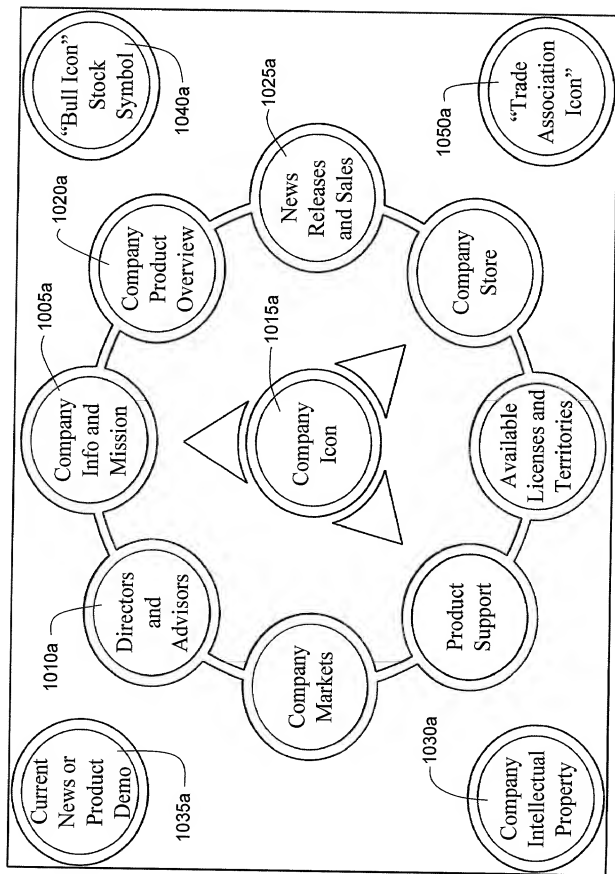 Current
News or
Product
Demo
1035a
"Bull Icon"
Stock
Symbol
1040a
Company
Info and
Mission
1005a
Directors
and
Advisors
1010a
Company
Product
Overview
1020a
Company
Markets
Company
Icon
1015a
News
Releases
and Sales
1025a
Product
Support
Company
Store
Available
Licenses and
Territories
Company
Intellectual
Property
1030a
"Trade
Association
Icon"
1050a